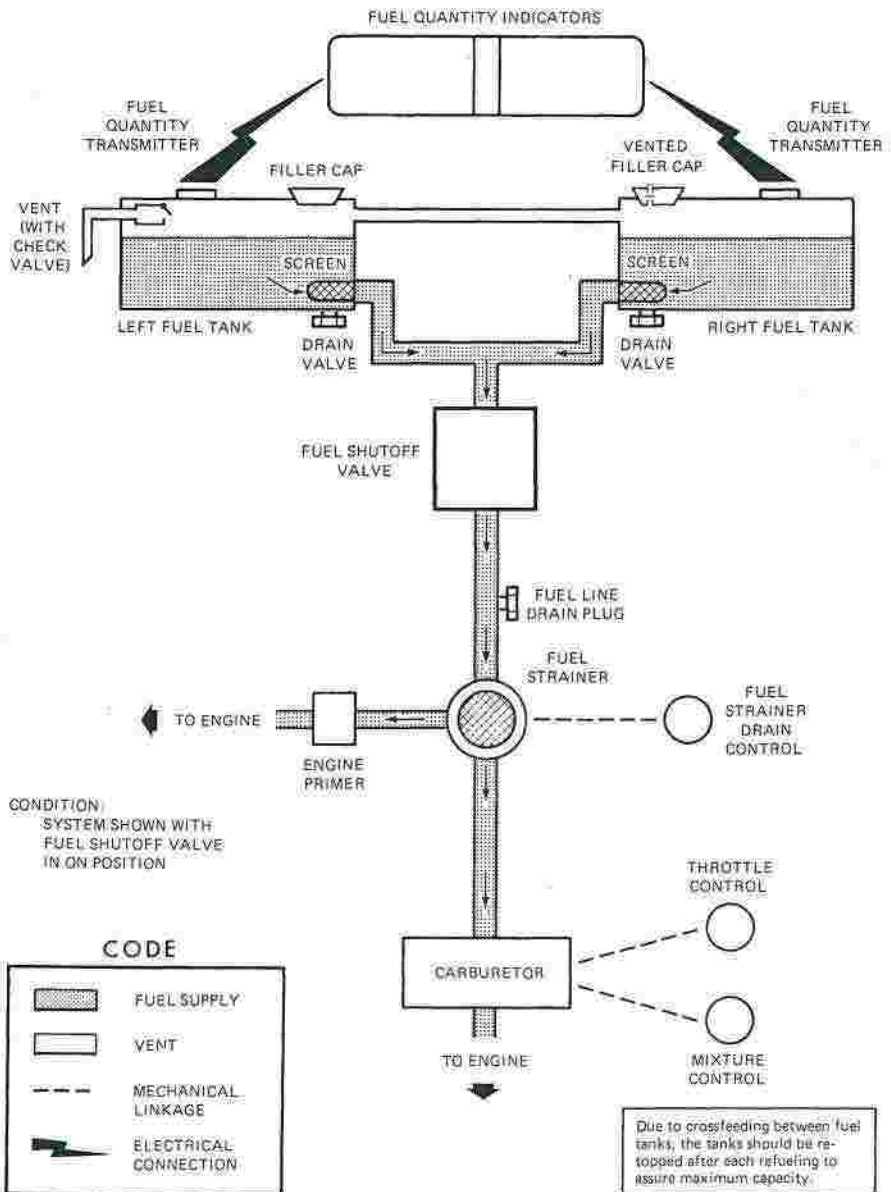 FUEL QUANTITY INDICATORS
FUEL
QUANTITY
TRANSMITTER
FUEL
QUANTITY
TRANSMITTER
FILLER CAP
VENTED
FILLER CAP
VENT
(WITH
CHECK
VALVE)
SCREEN
SCREEN
LEFT FUEL TANK
RIGHT FUEL TANK
DRAIN
VALVE
DRAIN
VALVE
FUEL SHUTOFF
VALVE
FUEL LINE
DRAIN PLUG
FUEL
STRAINER
TO ENGINE
ENGINE
PRIMER
FUEL
STRAINER
DRAIN
CONTROL
CONDITION:
SYSTEM SHOWN WITH
FUEL SHUTOFF VALVE
IN ON POSITION
THROTTLE
CONTROL
CARBURETOR
TO ENGINE
MIXTURE
CONTROL
CODE
FUEL SUPPLY
VENT
MECHANICAL
LINKAGE
ELECTRICAL
CONNECTION
Due to crossfeeding between fuel
tanks, the tanks should be re-
topped after each refueling to
assure maximum capacity.